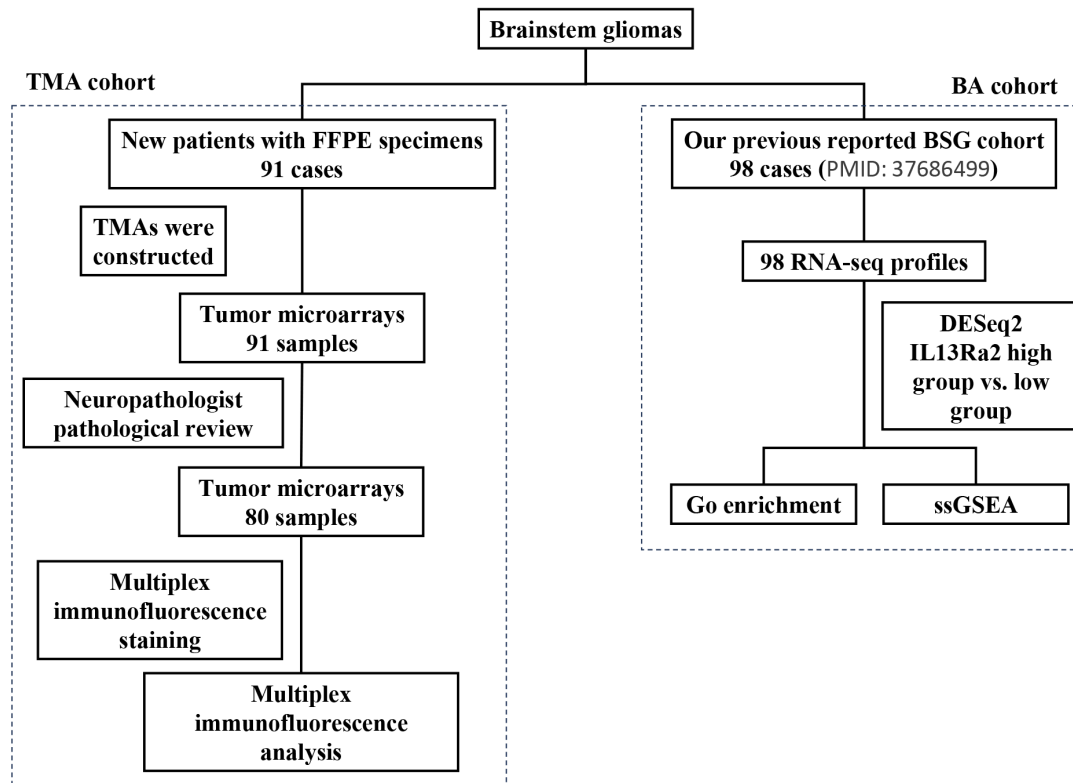 Brainstem gliomas
TMA cohort
New patients with FFPE specimens
91 cases
TMAs were
constructed
Tumor microarrays
91 samples
Neuropathologist
pathological review
Tumor microarrays
80 samples
Multiplex
immunofluorescence
staining
Multiplex
immunofluorescence
analysis
BA cohort
Our previous reported BSG cohort
98 cases (PMID: 37686499)
98 RNA-seq profiles
DESeq2
IL13Ra2 high
group vs. low
group
Go enrichment
ssGSEA